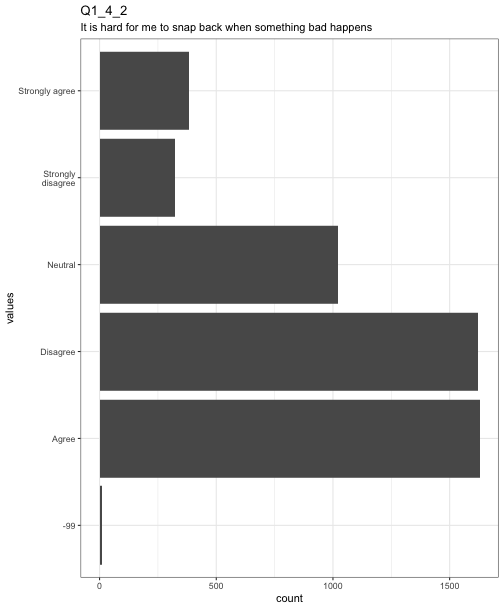 Q1_4_2
It is hard for me to snap back when something bad happens
Strongly agree
Strongly
disagree
Neutral
Disagree
Agree
-99
values
0
500
1000
1500
count